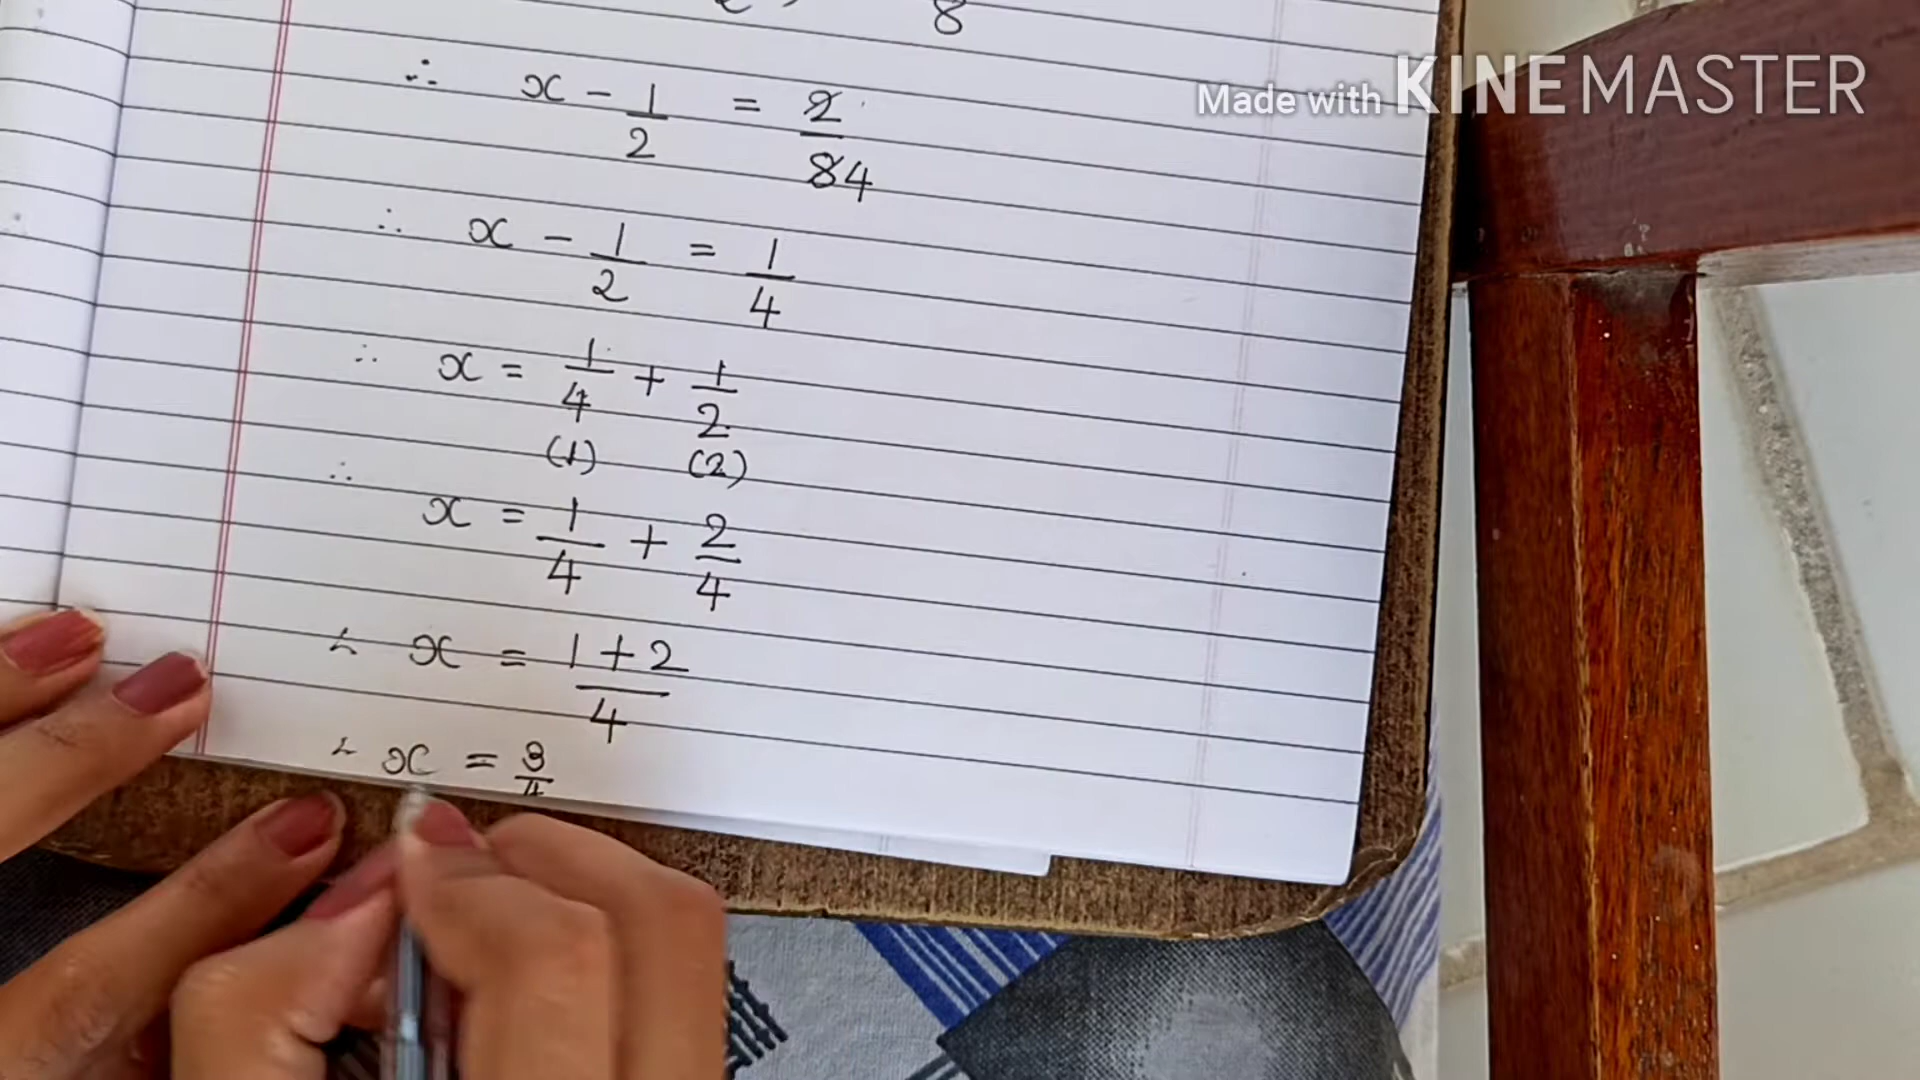 8
Made with KINEMASTER
∴ x - 1/2 = 2/84
∴ x - 1/2 = 1/4
∴ x = 1/4 + 1/2
(1) (2)
∴ x = 1/4 + 2/4
∴ x = 1+2/4
∴ x = 3/4